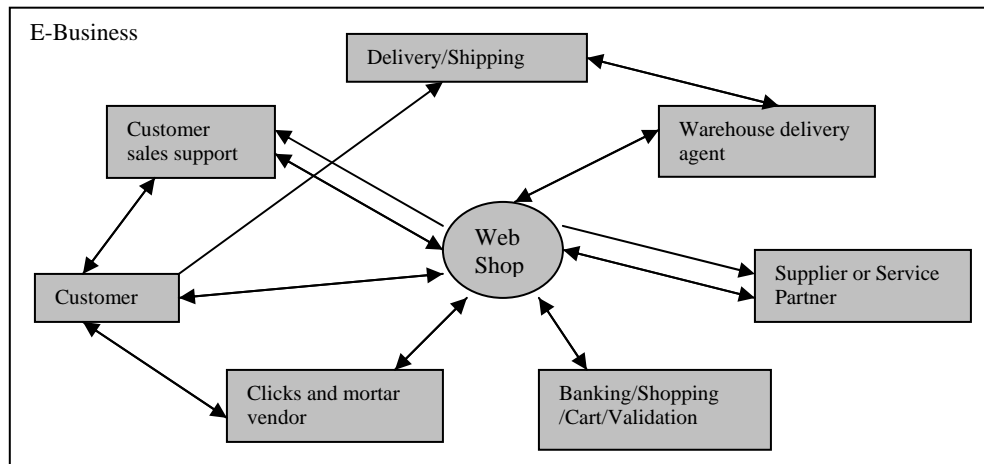 E-Business
Delivery/Shipping
Customer
sales support
Warehouse delivery
agent
Web
Shop
Supplier or Service
Partner
Customer
Clicks and mortar
vendor
Banking/Shopping
/Cart/Validation